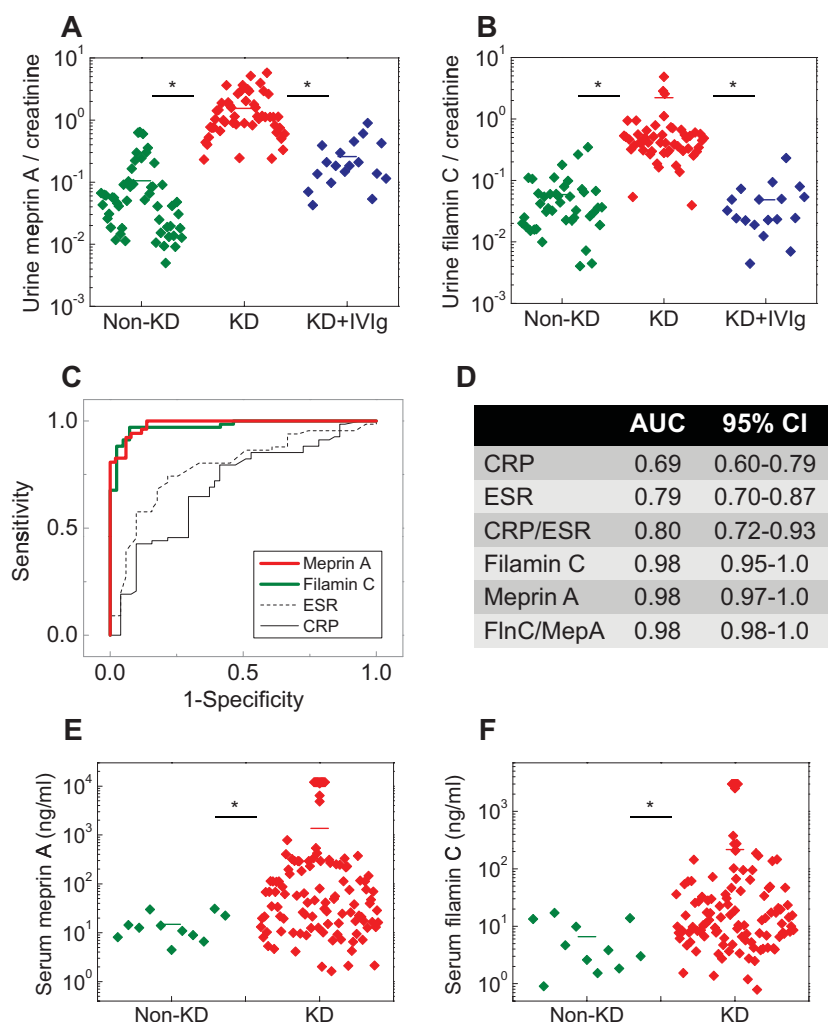 A
Urine meprin A / creatinine
10^1
10^0
10^-1
10^-2
10^-3
*
*
Non-KD KD KD+IVIg
B
Urine filamin C / creatinine
10^1
10^0
10^-1
10^-2
10^-3
*
*
Non-KD KD KD+IVIg
C
Sensitivity
1.0
0.5
0.0
Meprin A
Filamin C
ESR
CRP
0.0 0.5 1.0
1-Specificity
D
AUC 95% CI
CRP 0.69 0.60-0.79
ESR 0.79 0.70-0.87
CRP/ESR 0.80 0.72-0.93
Filamin C 0.98 0.95-1.0
Meprin A 0.98 0.97-1.0
FlnC/MepA 0.98 0.98-1.0
E
Serum meprin A (ng/ml)
10^4
10^3
10^2
10^1
10^0
*
Non-KD KD
F
Serum filamin C (ng/ml)
10^3
10^2
10^1
10^0
*
Non-KD KD